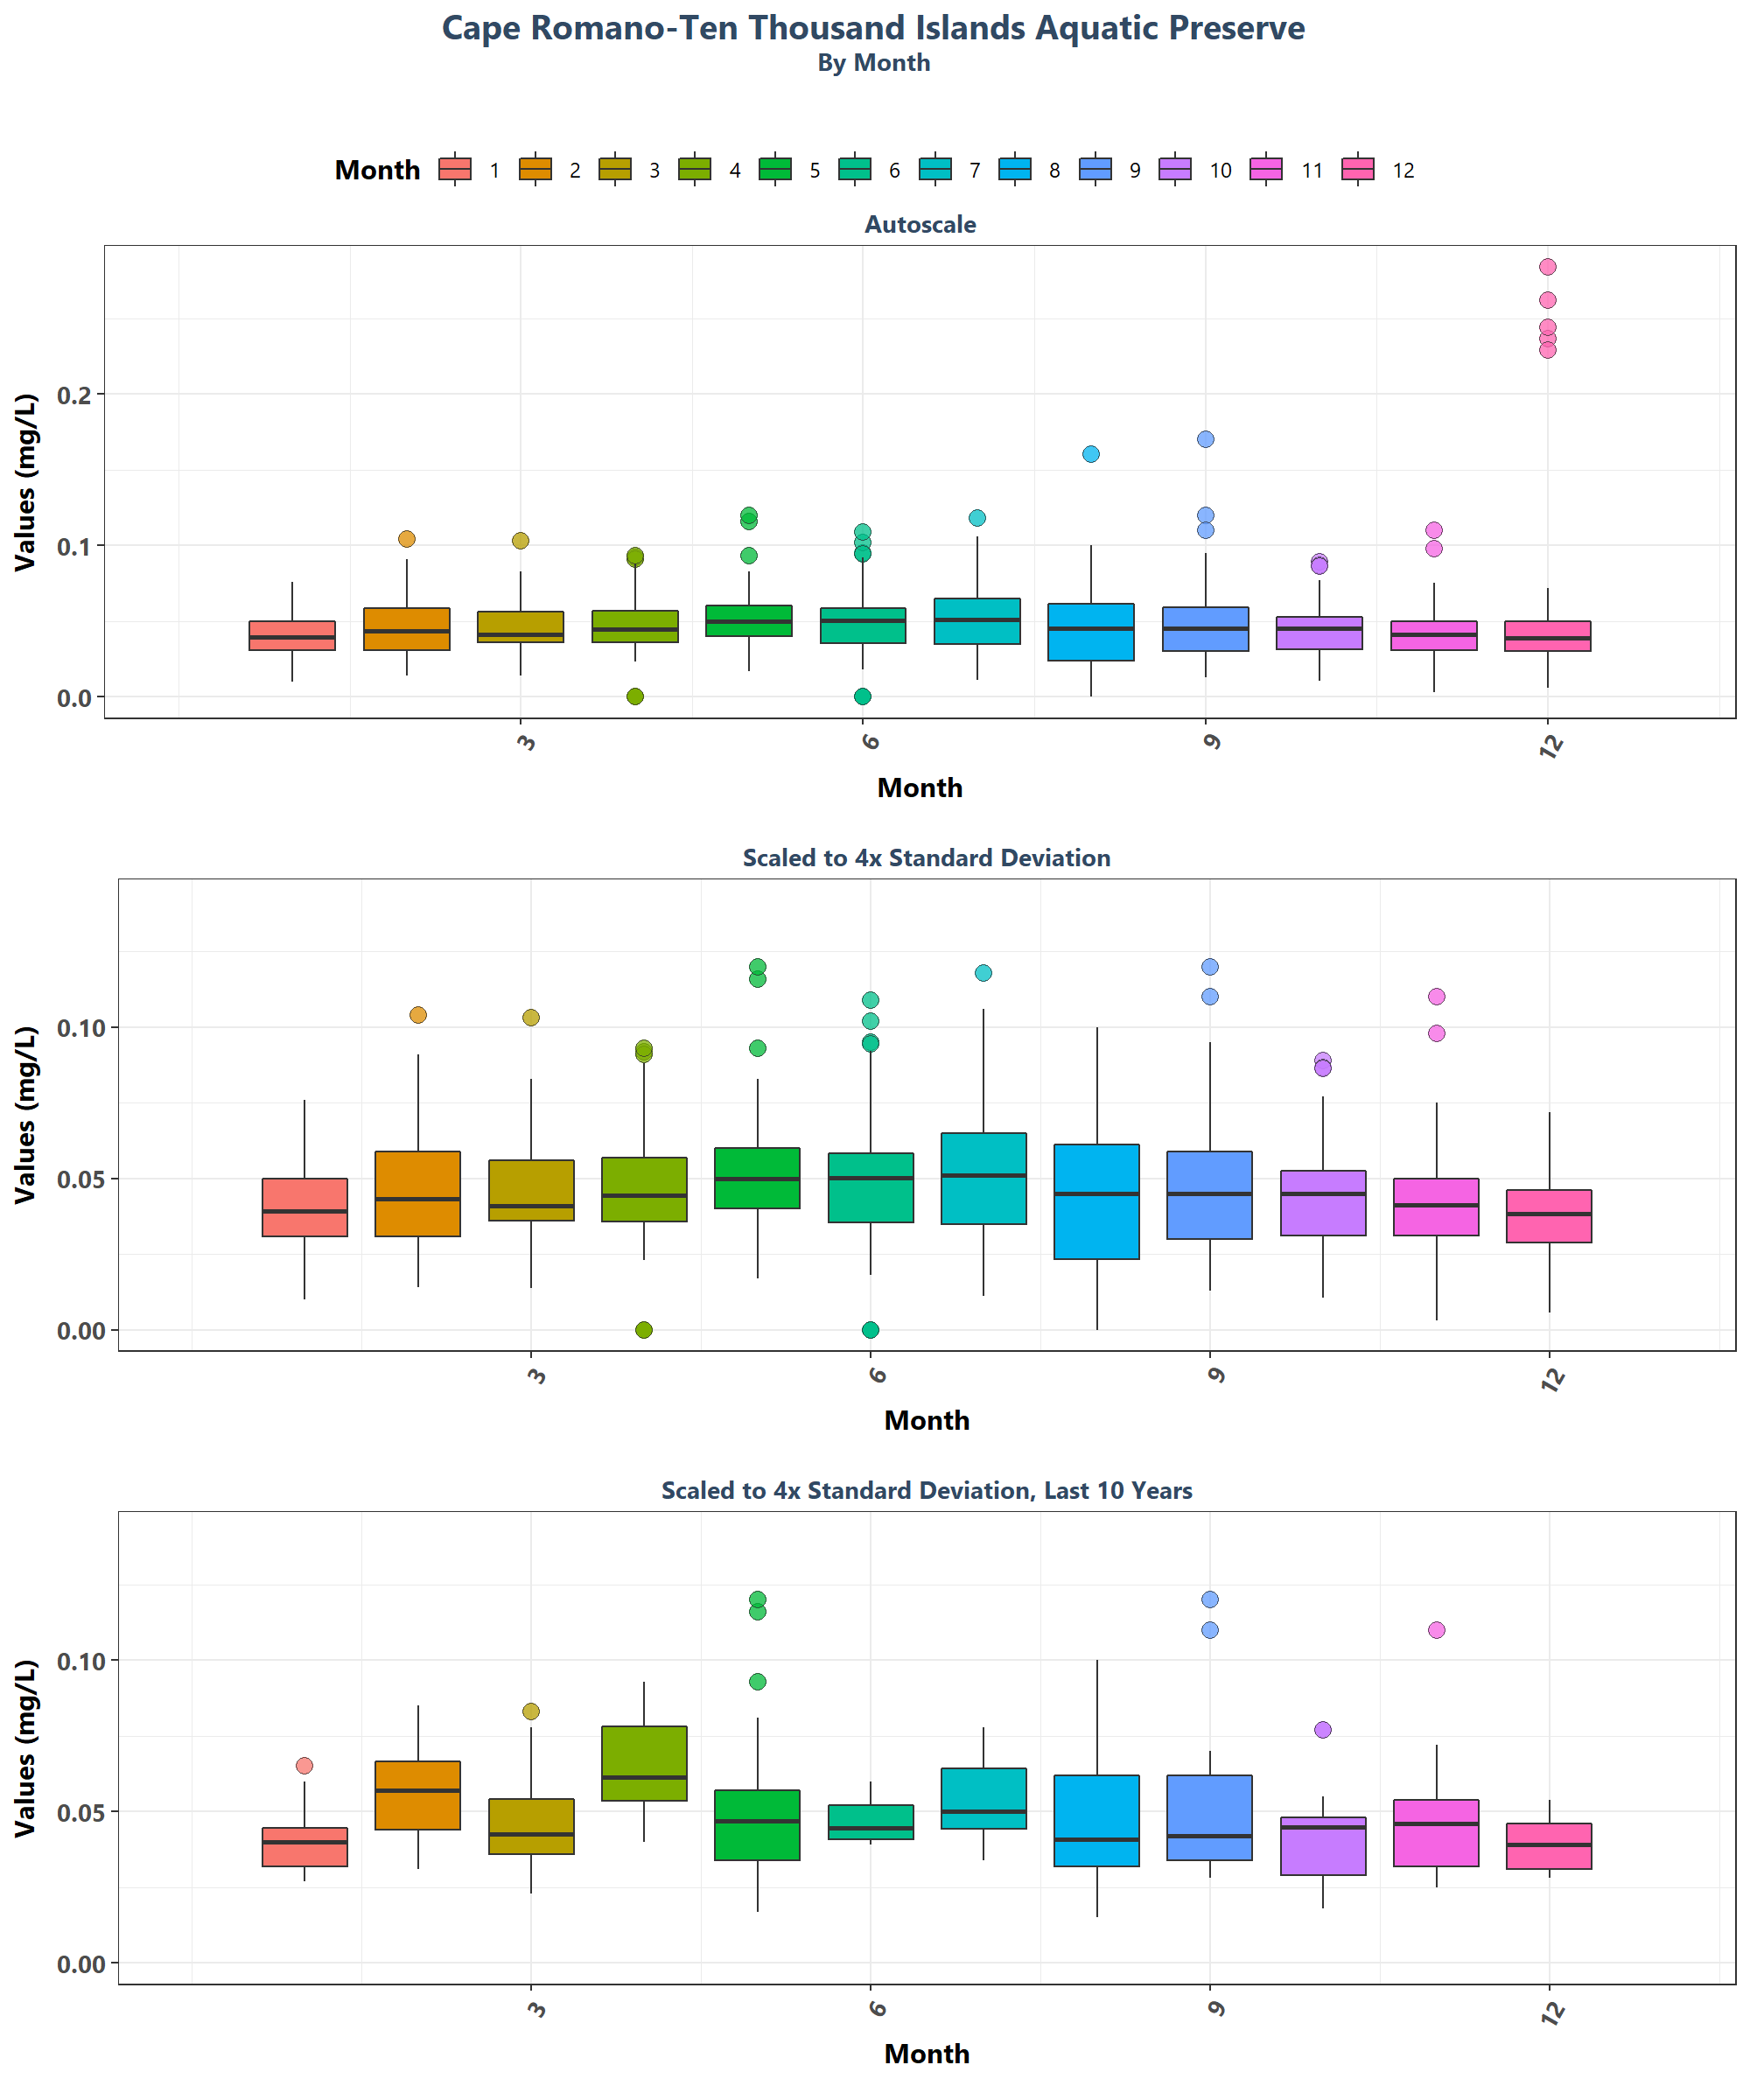 Cape Romano-Ten Thousand Islands Aquatic Preserve
By Month
Month 1 2 3 4 5 6 7 8 9 10 11 12
Autoscale
Values (mg/L)
0.2
0.1
0.0
3 6 9 12
Month
Scaled to 4x Standard Deviation
Values (mg/L)
0.10
0.05
0.00
3 6 9 12
Month
Scaled to 4x Standard Deviation, Last 10 Years
Values (mg/L)
0.10
0.05
0.00
3 6 9 12
Month